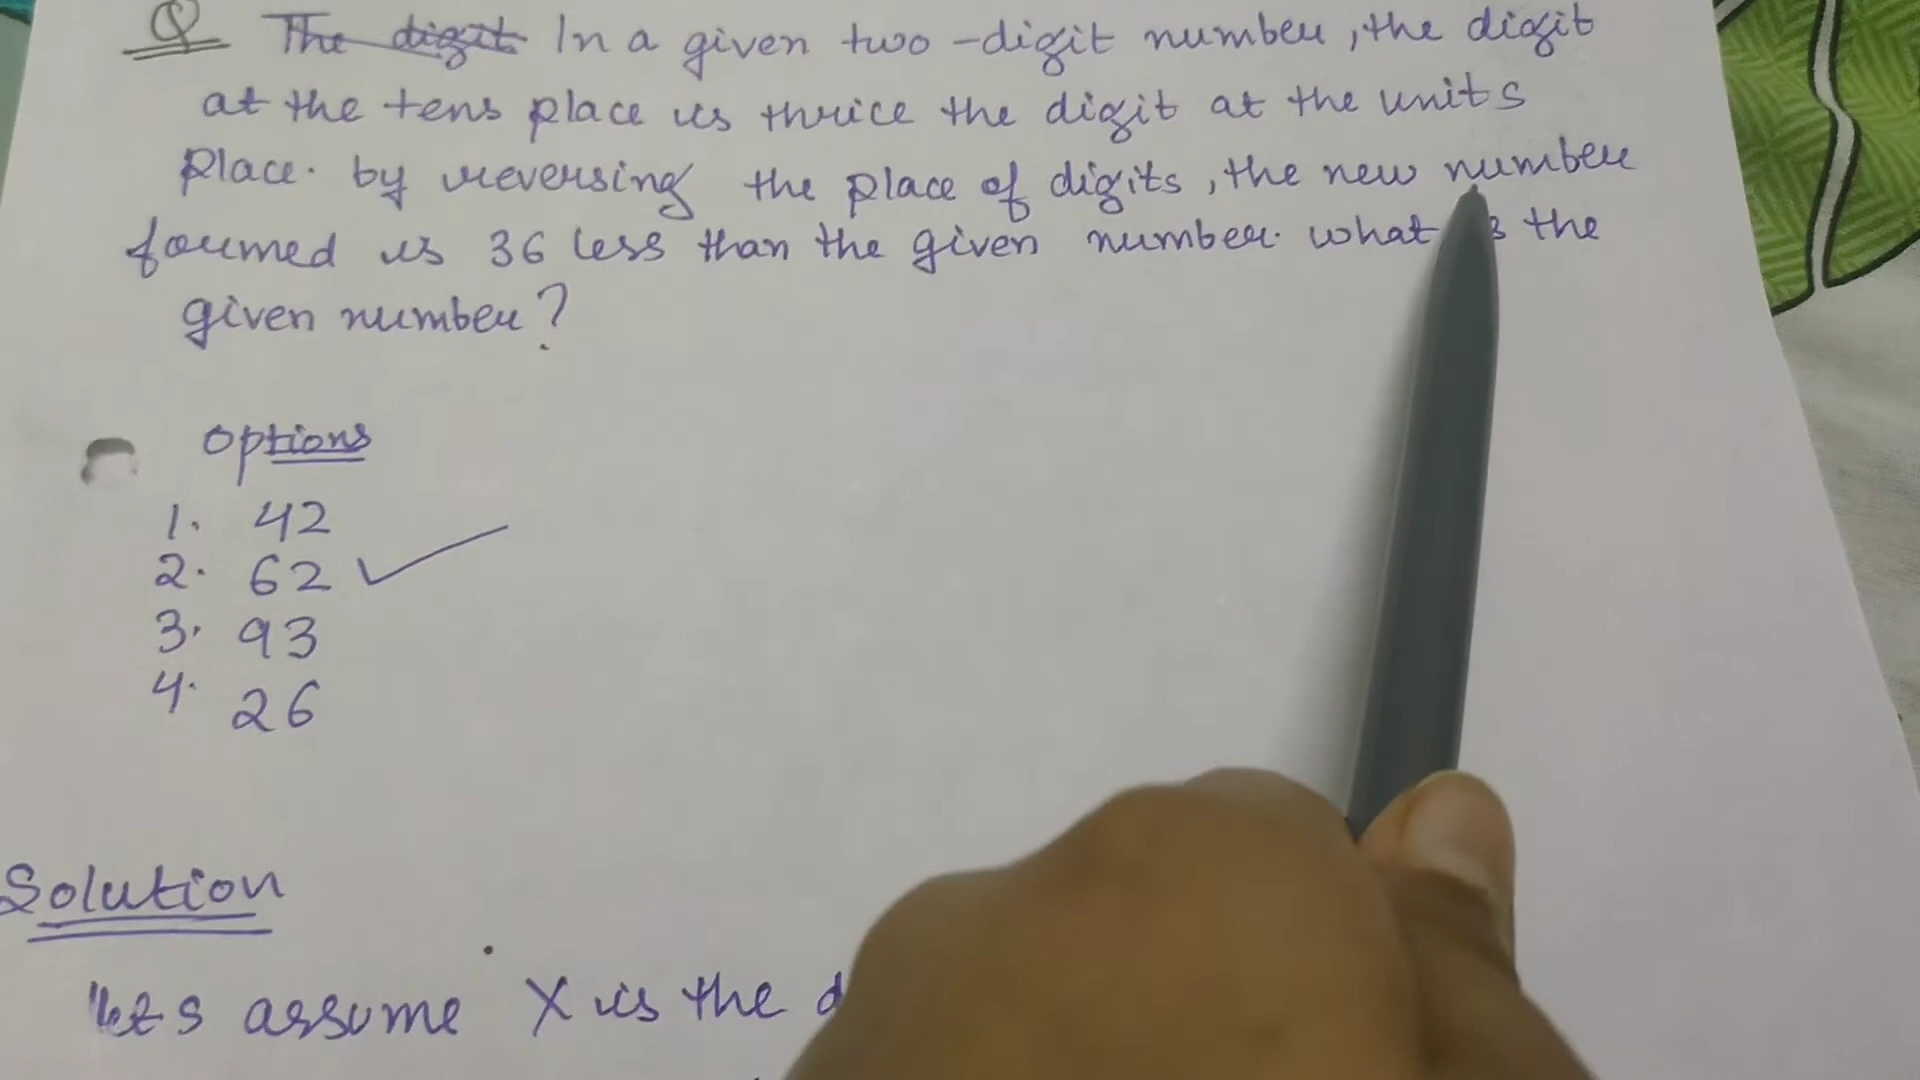 Q The digit In a given two-digit number, the digit
at the tens place is thrice the digit at the units
place. by reversing the place of digits, the new number
formed is 36 less than the given number. what the
given number?
Options
1. 42
2. 62 ✓
3. 93
4. 26
Solution
lets assume X is the